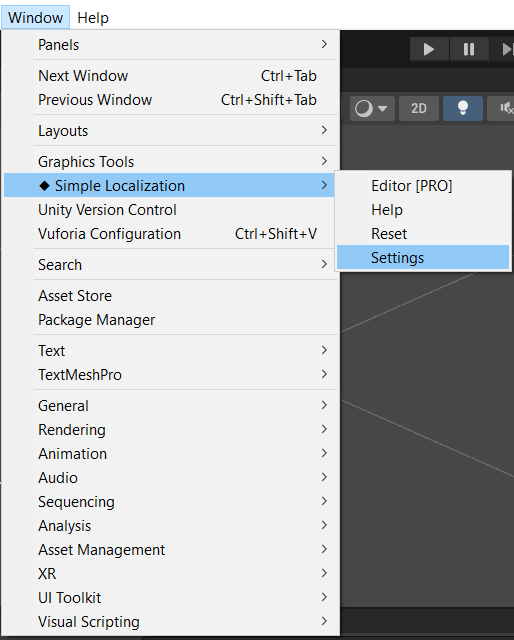 Window Help
Panels
Next Window Ctrl+Tab
Previous Window Ctrl+Shift+Tab
Layouts
Graphics Tools
◆ Simple Localization
Editor [PRO]
Help
Reset
Settings
Unity Version Control
Vuforia Configuration Ctrl+Shift+V
Search
Asset Store
Package Manager
Text
TextMeshPro
General
Rendering
Animation
Audio
Sequencing
Analysis
Asset Management
XR
UI Toolkit
Visual Scripting
2D